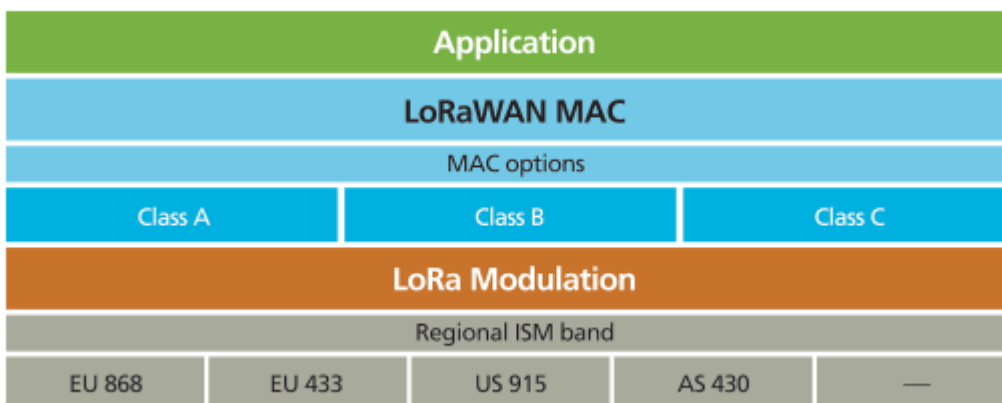 Application
LoRaWAN MAC
MAC options
Class A Class B Class C
LoRa Modulation
Regional ISM band
EU 868 EU 433 US 915 AS 430 —